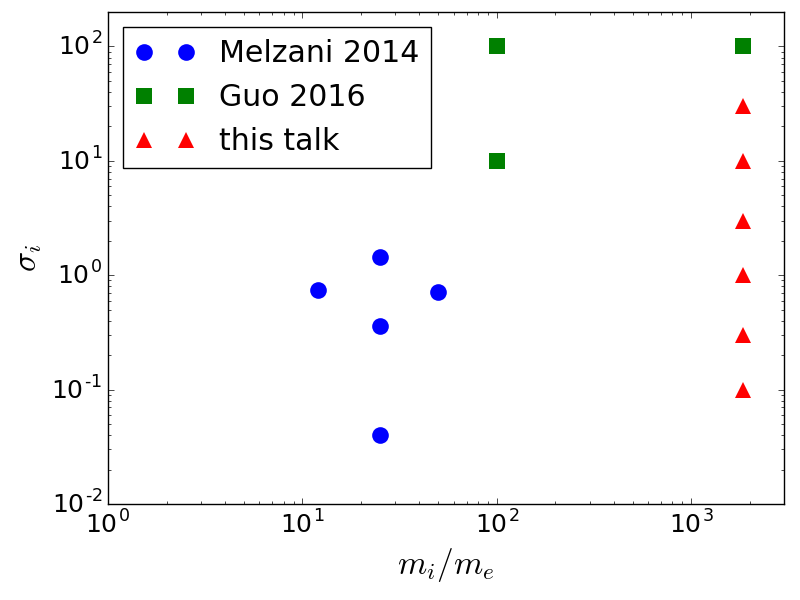 Melzani 2014
Guo 2016
this talk
10²
10¹
10⁰
10⁻¹
10⁻²
σᵢ
10⁰ 10¹ 10² 10³
mᵢ/mₑ